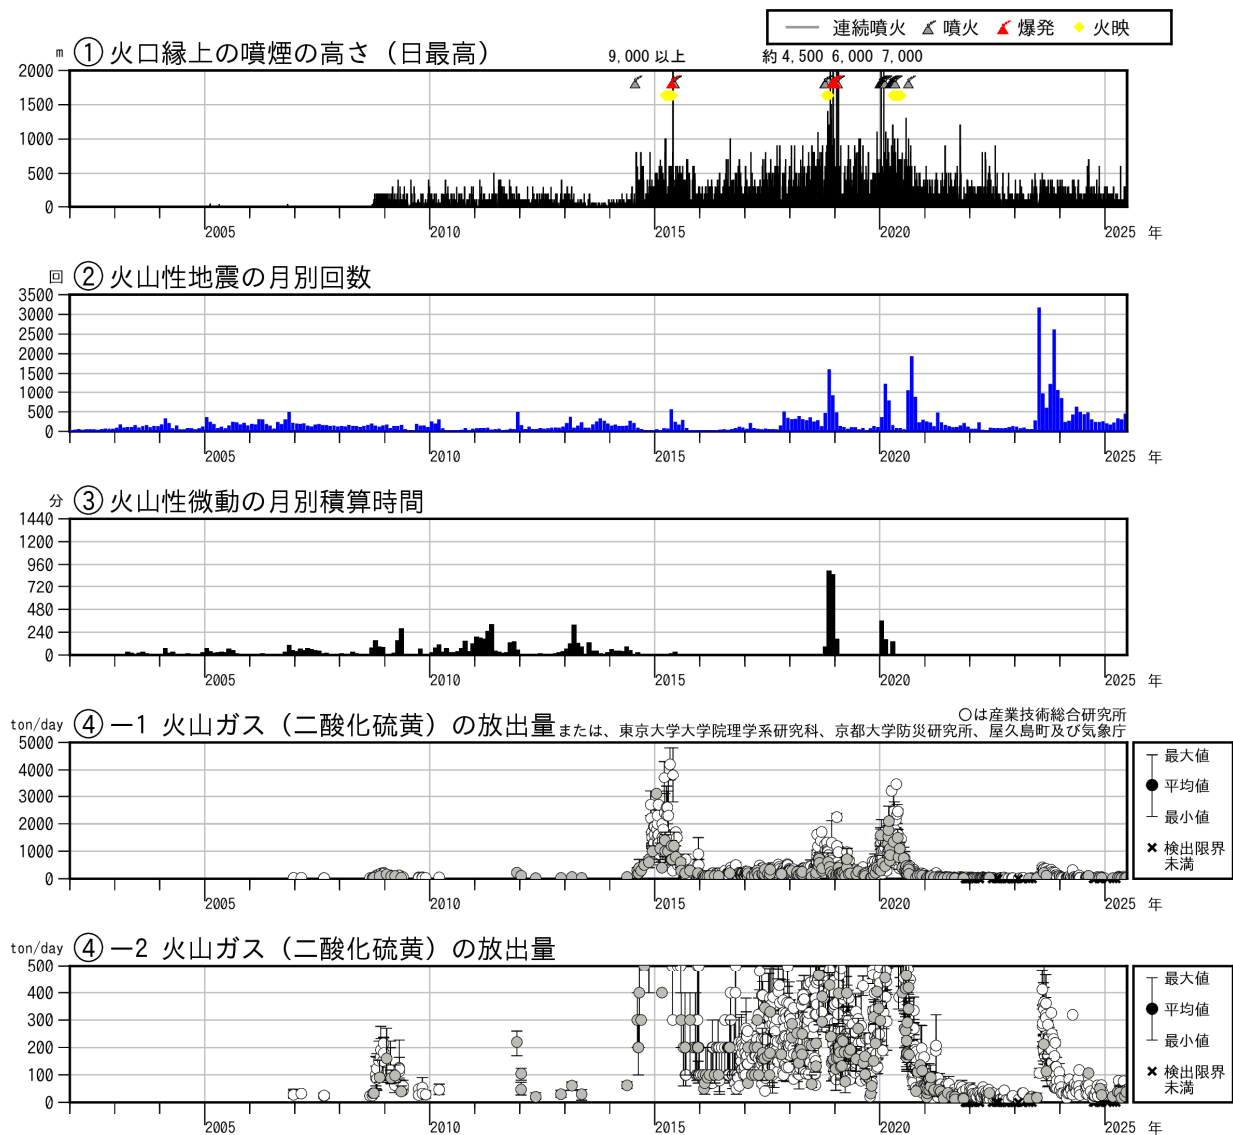 連続噴火 噴火 爆発 火映
m ①火口縁上の噴煙の高さ（日最高） 9,000 以上 約 4,500 6,000 7,000
2000
1500
1000
500
0
2005 2010 2015 2020 2025 年
回 ②火山性地震の月別回数
3500
3000
2500
2000
1500
1000
500
0
2005 2010 2015 2020 2025 年
分 ③火山性微動の月別積算時間
1440
1200
960
720
480
240
0
2005 2010 2015 2020 2025 年
○は産業技術総合研究所
ton/day ④－1 火山ガス（二酸化硫黄）の放出量または、東京大学大学院理学系研究科、京都大学防災研究所、屋久島町及び気象庁
5000
4000
3000
2000
1000
0
最大値
平均値
最小値
検出限界
未満
2005 2010 2015 2020 2025 年
ton/day ④－2 火山ガス（二酸化硫黄）の放出量
500
400
300
200
100
0
最大値
平均値
最小値
検出限界
未満
2005 2010 2015 2020 2025 年